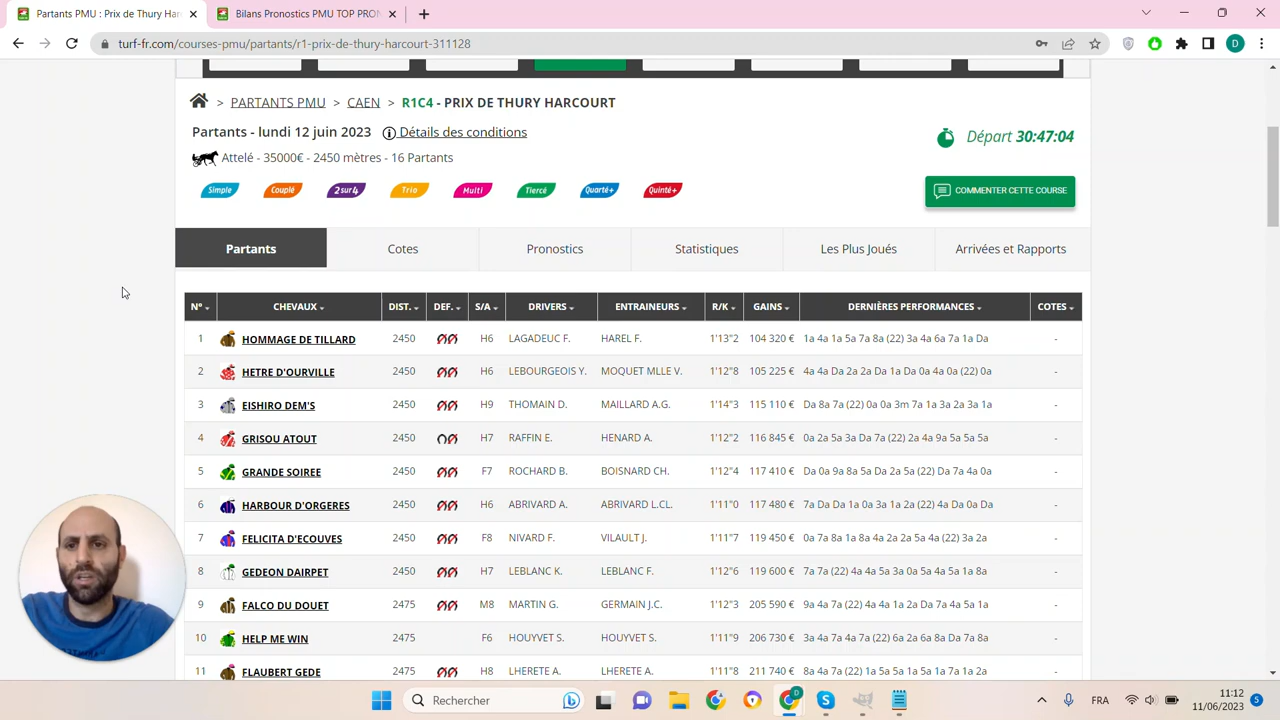 Partants PMU : Prix de Thury Har
Bilans Pronostics PMU TOP PRON
turf-fr.com/courses-pmu/partants/r1-prix-de-thury-harcourt-311128
D
> PARTANTS PMU > CAEN > R1C4 - PRIX DE THURY HARCOURT
Partants - lundi 12 juin 2023 Détails des conditions
Départ 30:47:04
Attelé - 35000€ - 2450 mètres - 16 Partants
Simple Couplé 2sur4 Trio Multi Tiercé Quarté+ Quinté+
COMMENTER CETTE COURSE
Partants Cotes Pronostics Statistiques Les Plus Joués Arrivées et Rapports
N° CHEVAUX DIST. DEF. S/A DRIVERS ENTRAINEURS R/K GAINS DERNIÈRES PERFORMANCES COTES
1 HOMMAGE DE TILLARD 2450 H6 LAGADEUC F. HAREL F. 1'13"2 104 320 € 1a 4a 1a 5a 7a 8a (22) 3a 4a 6a 7a 1a Da -
2 HETRE D'OURVILLE 2450 H6 LEBOURGEOIS Y. MOQUET MLLE V. 1'12"8 105 225 € 4a 4a Da 2a 2a Da 1a Da 0a 4a 0a (22) 0a -
3 EISHIRO DEM'S 2450 H9 THOMAIN D. MAILLARD A.G. 1'14"3 115 110 € Da 8a 7a (22) 0a 0a 3m 7a 1a 3a 2a 3a 1a -
4 GRISOU ATOUT 2450 H7 RAFFIN E. HENARD A. 1'12"2 116 845 € 0a 2a 5a 3a Da 7a (22) 2a 4a 9a 5a 5a 5a -
5 GRANDE SOIREE 2450 F7 ROCHARD B. BOISNARD CH. 1'12"4 117 410 € Da 0a 9a 8a 5a Da 2a 5a (22) Da 7a 4a 0a -
6 HARBOUR D'ORGERES 2450 H6 ABRIVARD A. ABRIVARD L.CL. 1'11"0 117 480 € 7a Da Da 1a 0a 3a 1a 2a (22) 4a Da 0a Da -
7 FELICITA D'ECOUVES 2450 F8 NIVARD F. VILAULT J. 1'11"7 119 450 € 0a 7a 8a 1a 8a 4a 2a 2a 5a 4a (22) 3a 2a -
8 GEDEON DAIRPET 2450 H7 LEBLANC K. LEBLANC F. 1'12"6 119 600 € 7a 7a (22) 4a 4a 5a 3a 0a 5a 4a 5a 1a 8a -
9 FALCO DU DOUET 2475 M8 MARTIN G. GERMAIN J.C. 1'12"3 205 590 € 9a 4a 7a (22) 4a 4a 1a 2a Da 7a 4a 5a 1a -
10 HELP ME WIN 2475 F6 HOUYVET S. HOUYVET S. 1'11"9 206 730 € 3a 4a 7a 4a 7a (22) 6a 2a 6a 8a Da 7a 8a -
11 FLAUBERT GEDE 2475 H8 LHERETE A. LHERETE A. 1'11"8 211 740 € 8a 4a 7a (22) 1a 5a 5a 1a 5a 1a 7a 1a 2a -
Rechercher
FRA
11:12
11/06/2023
5